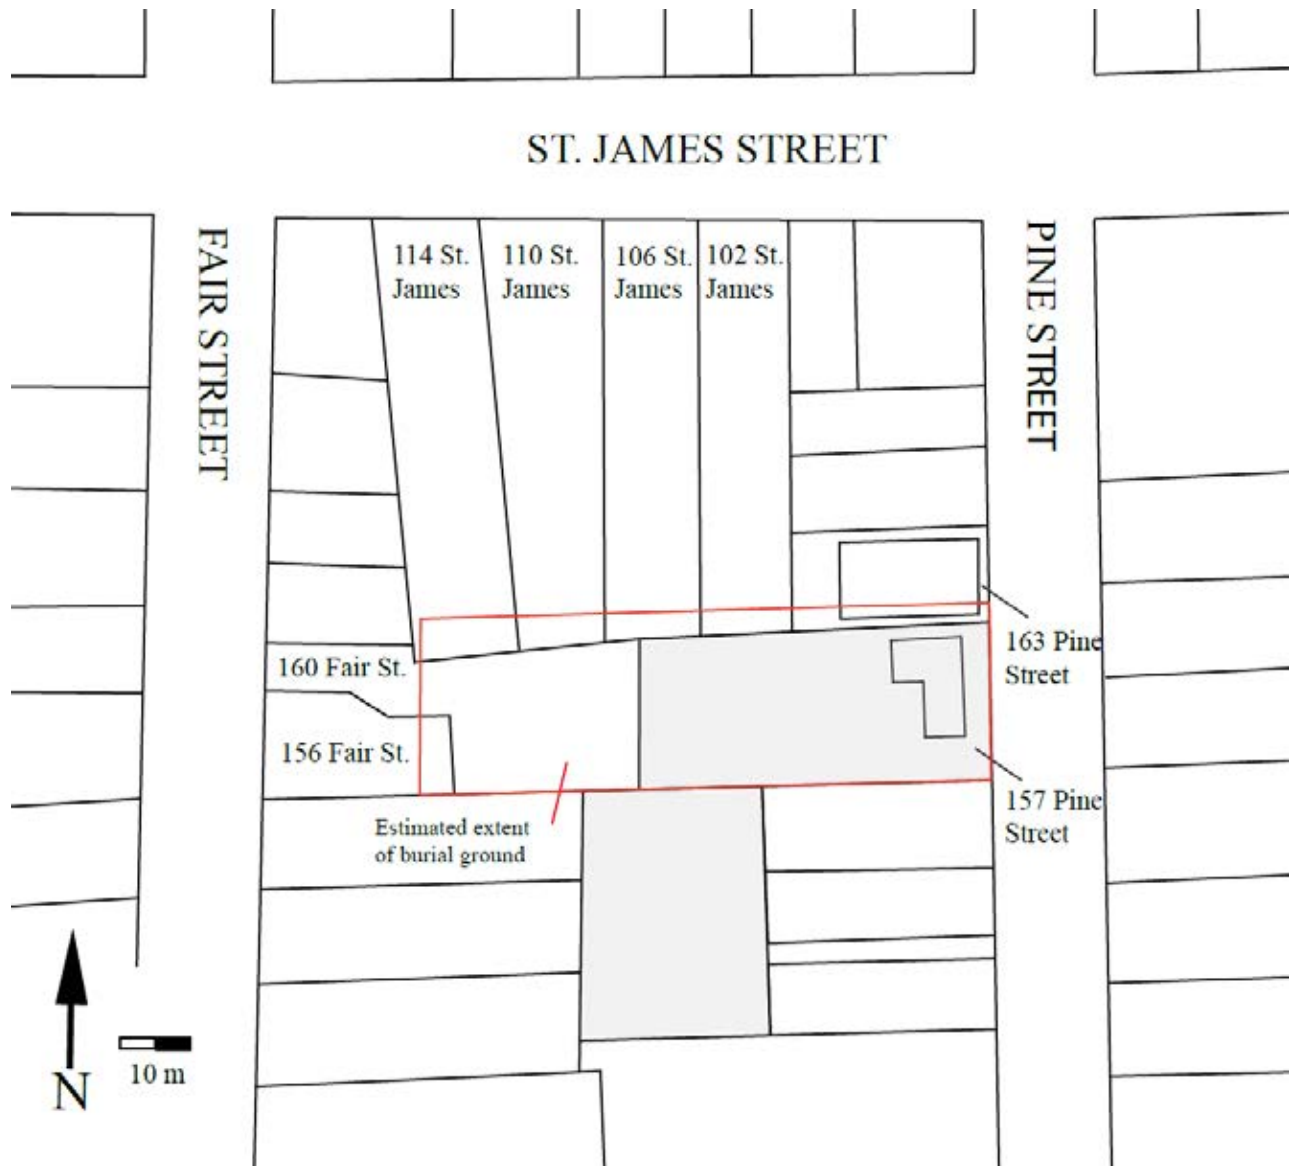 ST. JAMES STREET
FAIR STREET
PINE STREET
114 St.
James
110 St.
James
106 St.
James
102 St.
James
163 Pine
Street
160 Fair St.
156 Fair St.
157 Pine
Street
Estimated extent
of burial ground
N
10 m